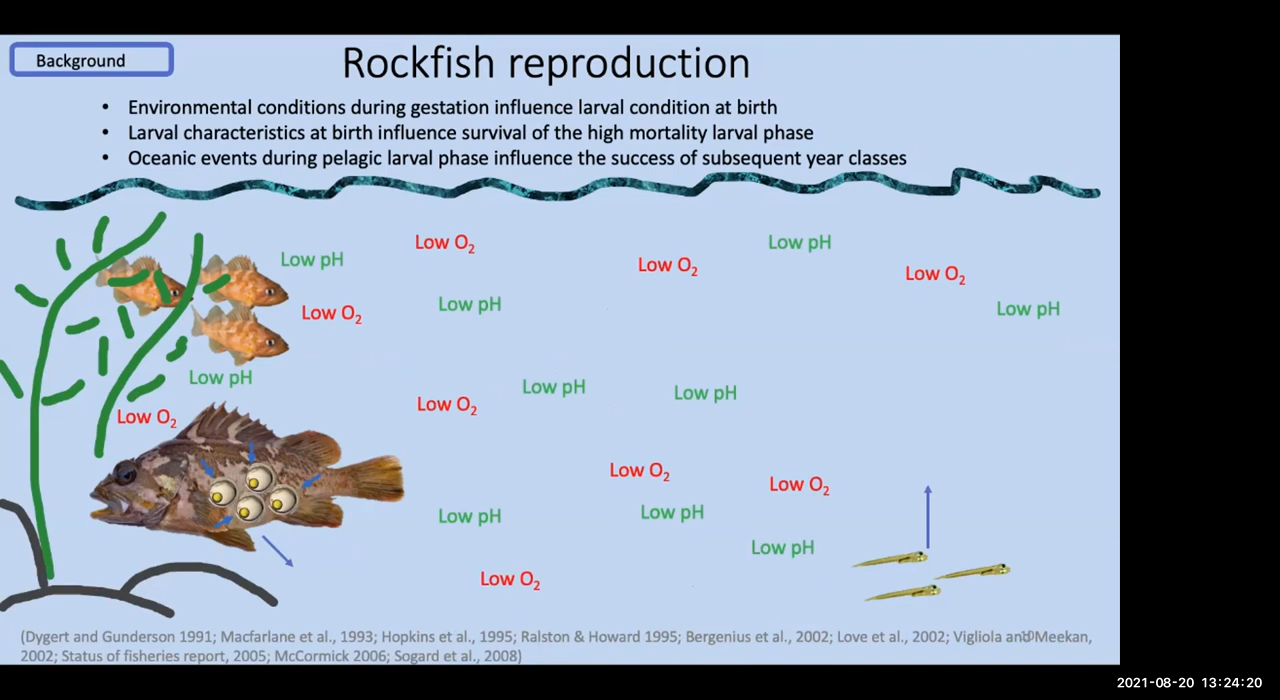 Background
Rockfish reproduction
• Environmental conditions during gestation influence larval condition at birth
• Larval characteristics at birth influence survival of the high mortality larval phase
• Oceanic events during pelagic larval phase influence the success of subsequent year classes
Low O₂
Low pH
Low pH
Low O₂
Low O₂
Low pH
Low O₂
Low pH
Low pH
Low O₂
Low pH
Low pH
Low O₂
Low O₂
Low O₂
Low O₂
Low pH
Low pH
Low pH
Low O₂
(Dygert and Gunderson 1991; Macfarlane et al., 1993; Hopkins et al., 1995; Ralston & Howard 1995; Bergenius et al., 2002; Love et al., 2002; Vigliola and Meekan,
2002; Status of fisheries report, 2005; McCormick 2006; Sogard et al., 2008)
2021-08-20 13:24:20